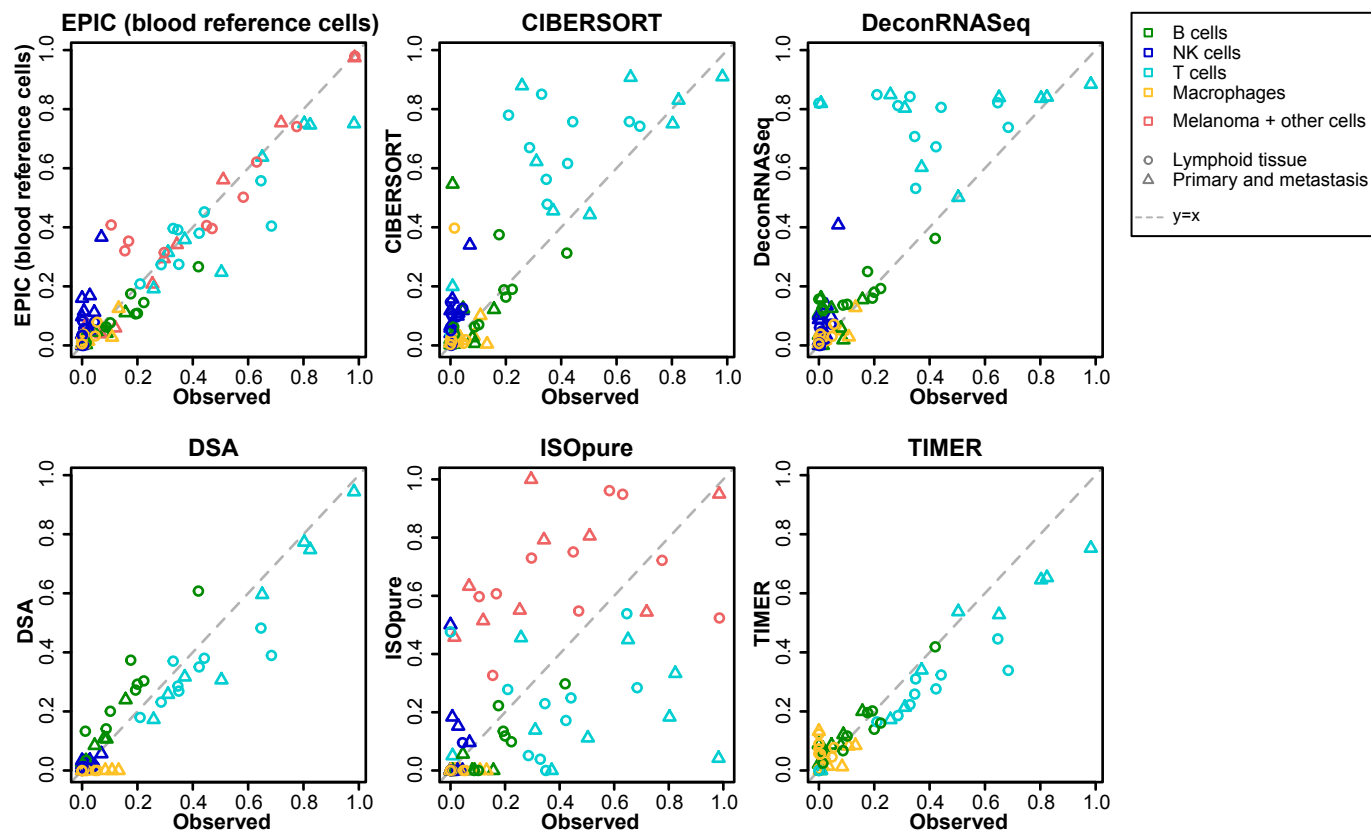 EPIC (blood reference cells)
CIBERSORT
DeconRNASeq
EPIC (blood reference cells)
0.0 0.2 0.4 0.6 0.8 1.0
0.0 0.2 0.4 0.6 0.8 1.0
Observed
CIBERSORT
0.0 0.2 0.4 0.6 0.8 1.0
0.0 0.2 0.4 0.6 0.8 1.0
Observed
DeconRNASeq
0.0 0.2 0.4 0.6 0.8 1.0
0.0 0.2 0.4 0.6 0.8 1.0
Observed
B cells
NK cells
T cells
Macrophages
Melanoma + other cells
Lymphoid tissue
Primary and metastasis
y=x
DSA
ISOpure
TIMER
DSA
0.0 0.2 0.4 0.6 0.8 1.0
0.0 0.2 0.4 0.6 0.8 1.0
Observed
ISOpure
0.0 0.2 0.4 0.6 0.8 1.0
0.0 0.2 0.4 0.6 0.8 1.0
Observed
TIMER
0.0 0.2 0.4 0.6 0.8 1.0
0.0 0.2 0.4 0.6 0.8 1.0
Observed